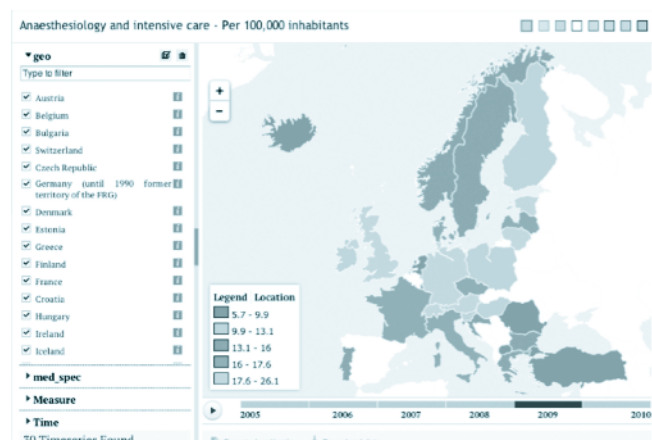 Anaesthesiology and intensive care - Per 100,000 inhabitants
geo
Type to filter
Austria
Belgium
Bulgaria
Switzerland
Czech Republic
Germany (until 1990 former
territory of the FRG)
Denmark
Estonia
Greece
Finland
France
Croatia
Hungary
Ireland
Iceland
med_spec
Measure
Time
+
−
Legend Location
5.7 - 9.9
9.9 - 13.1
13.1 - 16
16 - 17.6
17.6 - 26.1
2005 2006 2007 2008 2009 2010